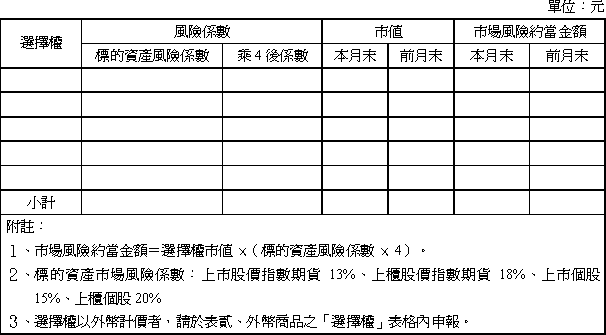 單位：元
選擇權 風險係數 市值 市場風險約當金額
標的資產風險係數 乘4後係數 本月末 前月末 本月末 前月末
小計
附註：
1、市場風險約當金額＝選擇權市值×（標的資產風險係數×4）。
2、標的資產市場風險係數：上市股價指數期貨 13%、上櫃股價指數期貨 18%、上市個股
15%、上櫃個股20%
3、選擇權以外幣計價者，請於表貳、外幣商品之「選擇權」表格內申報。